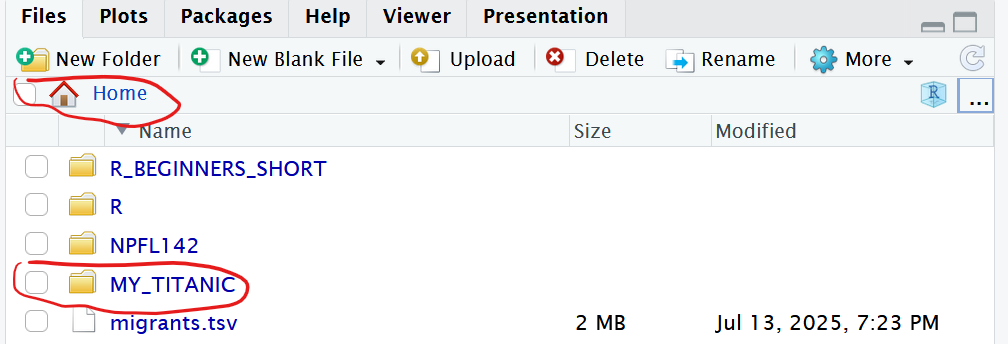 Files Plots Packages Help Viewer Presentation
New Folder New Blank File Upload Delete Rename More
Home R ...
Name Size Modified
R_BEGINNERS_SHORT
R
NPFL142
MY_TITANIC
migrants.tsv 2 MB Jul 13, 2025, 7:23 PM